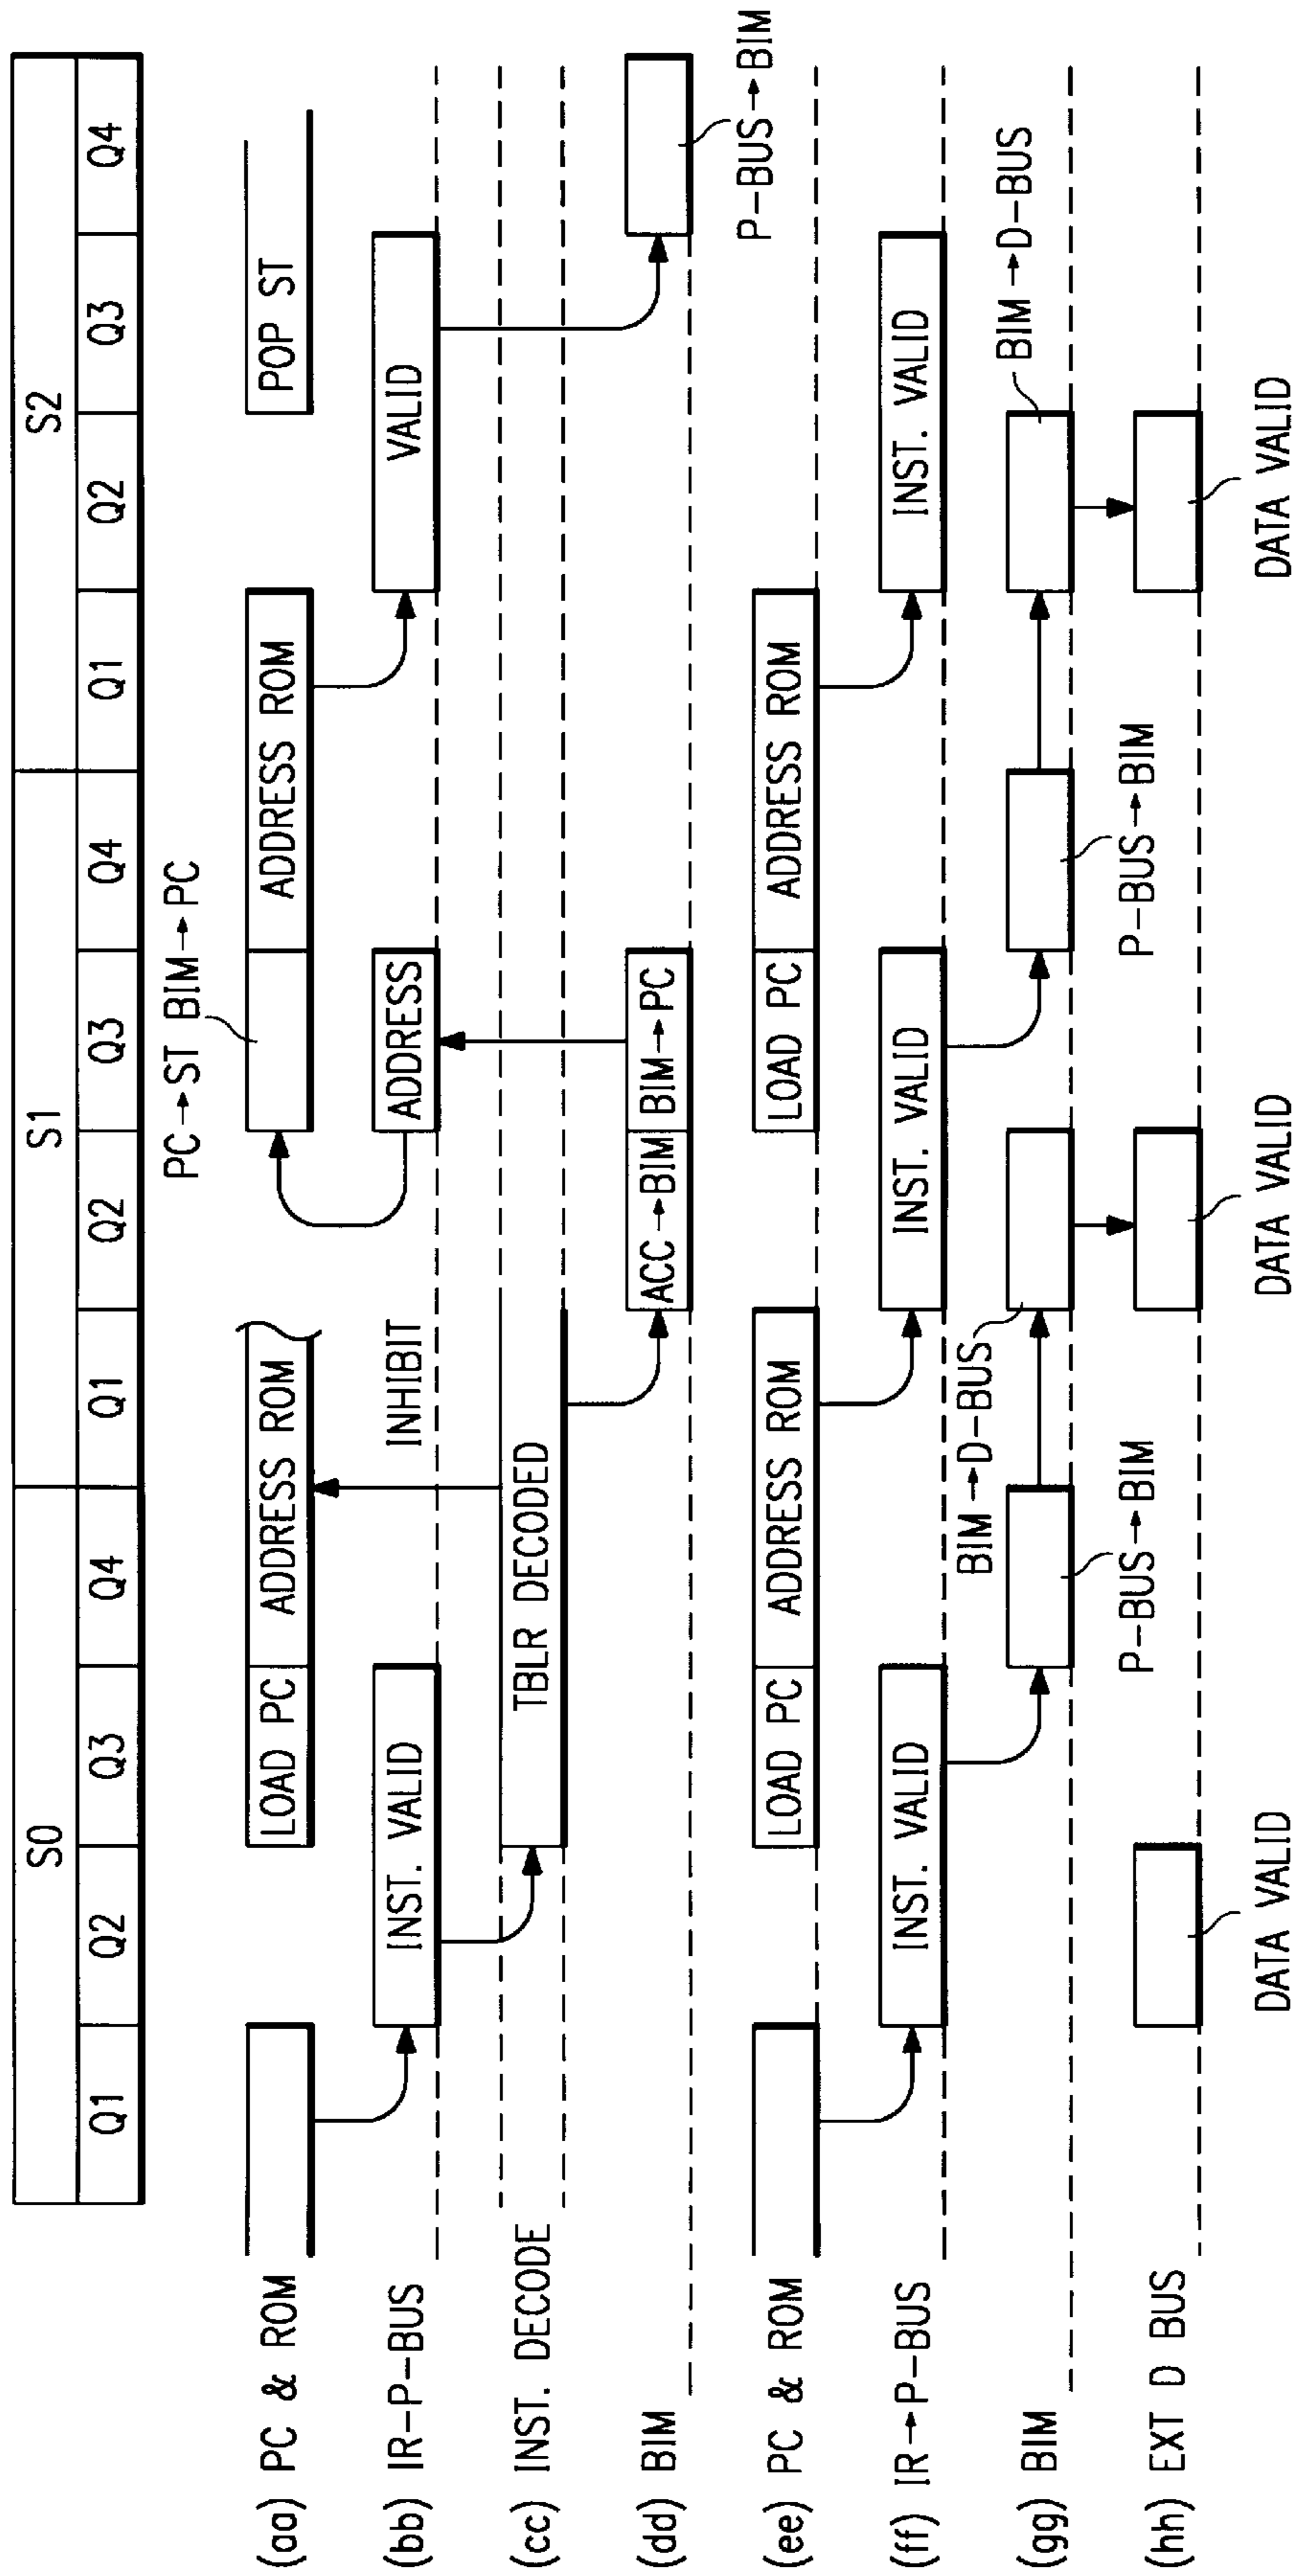 S0 S1 S2
Q1 Q2 Q3 Q4 Q1 Q2 Q3 Q4 Q1 Q2 Q3 Q4
PC→ST BIM→PC
(aa) PC & ROM LOAD PC ADDRESS ROM ADDRESS ROM POP ST
INHIBIT
(bb) IR-P-BUS INST. VALID ADDRESS VALID
(cc) INST. DECODE TBLR DECODED
(dd) BIM ACC→BIM BIM→PC
P-BUS→BIM
(ee) PC & ROM LOAD PC ADDRESS ROM LOAD PC ADDRESS ROM
(ff) IR→P-BUS INST. VALID INST. VALID INST. VALID
BIM→D-BUS BIM→D-BUS
(gg) BIM
P-BUS→BIM P-BUS→BIM
(hh) EXT D BUS
DATA VALID DATA VALID DATA VALID